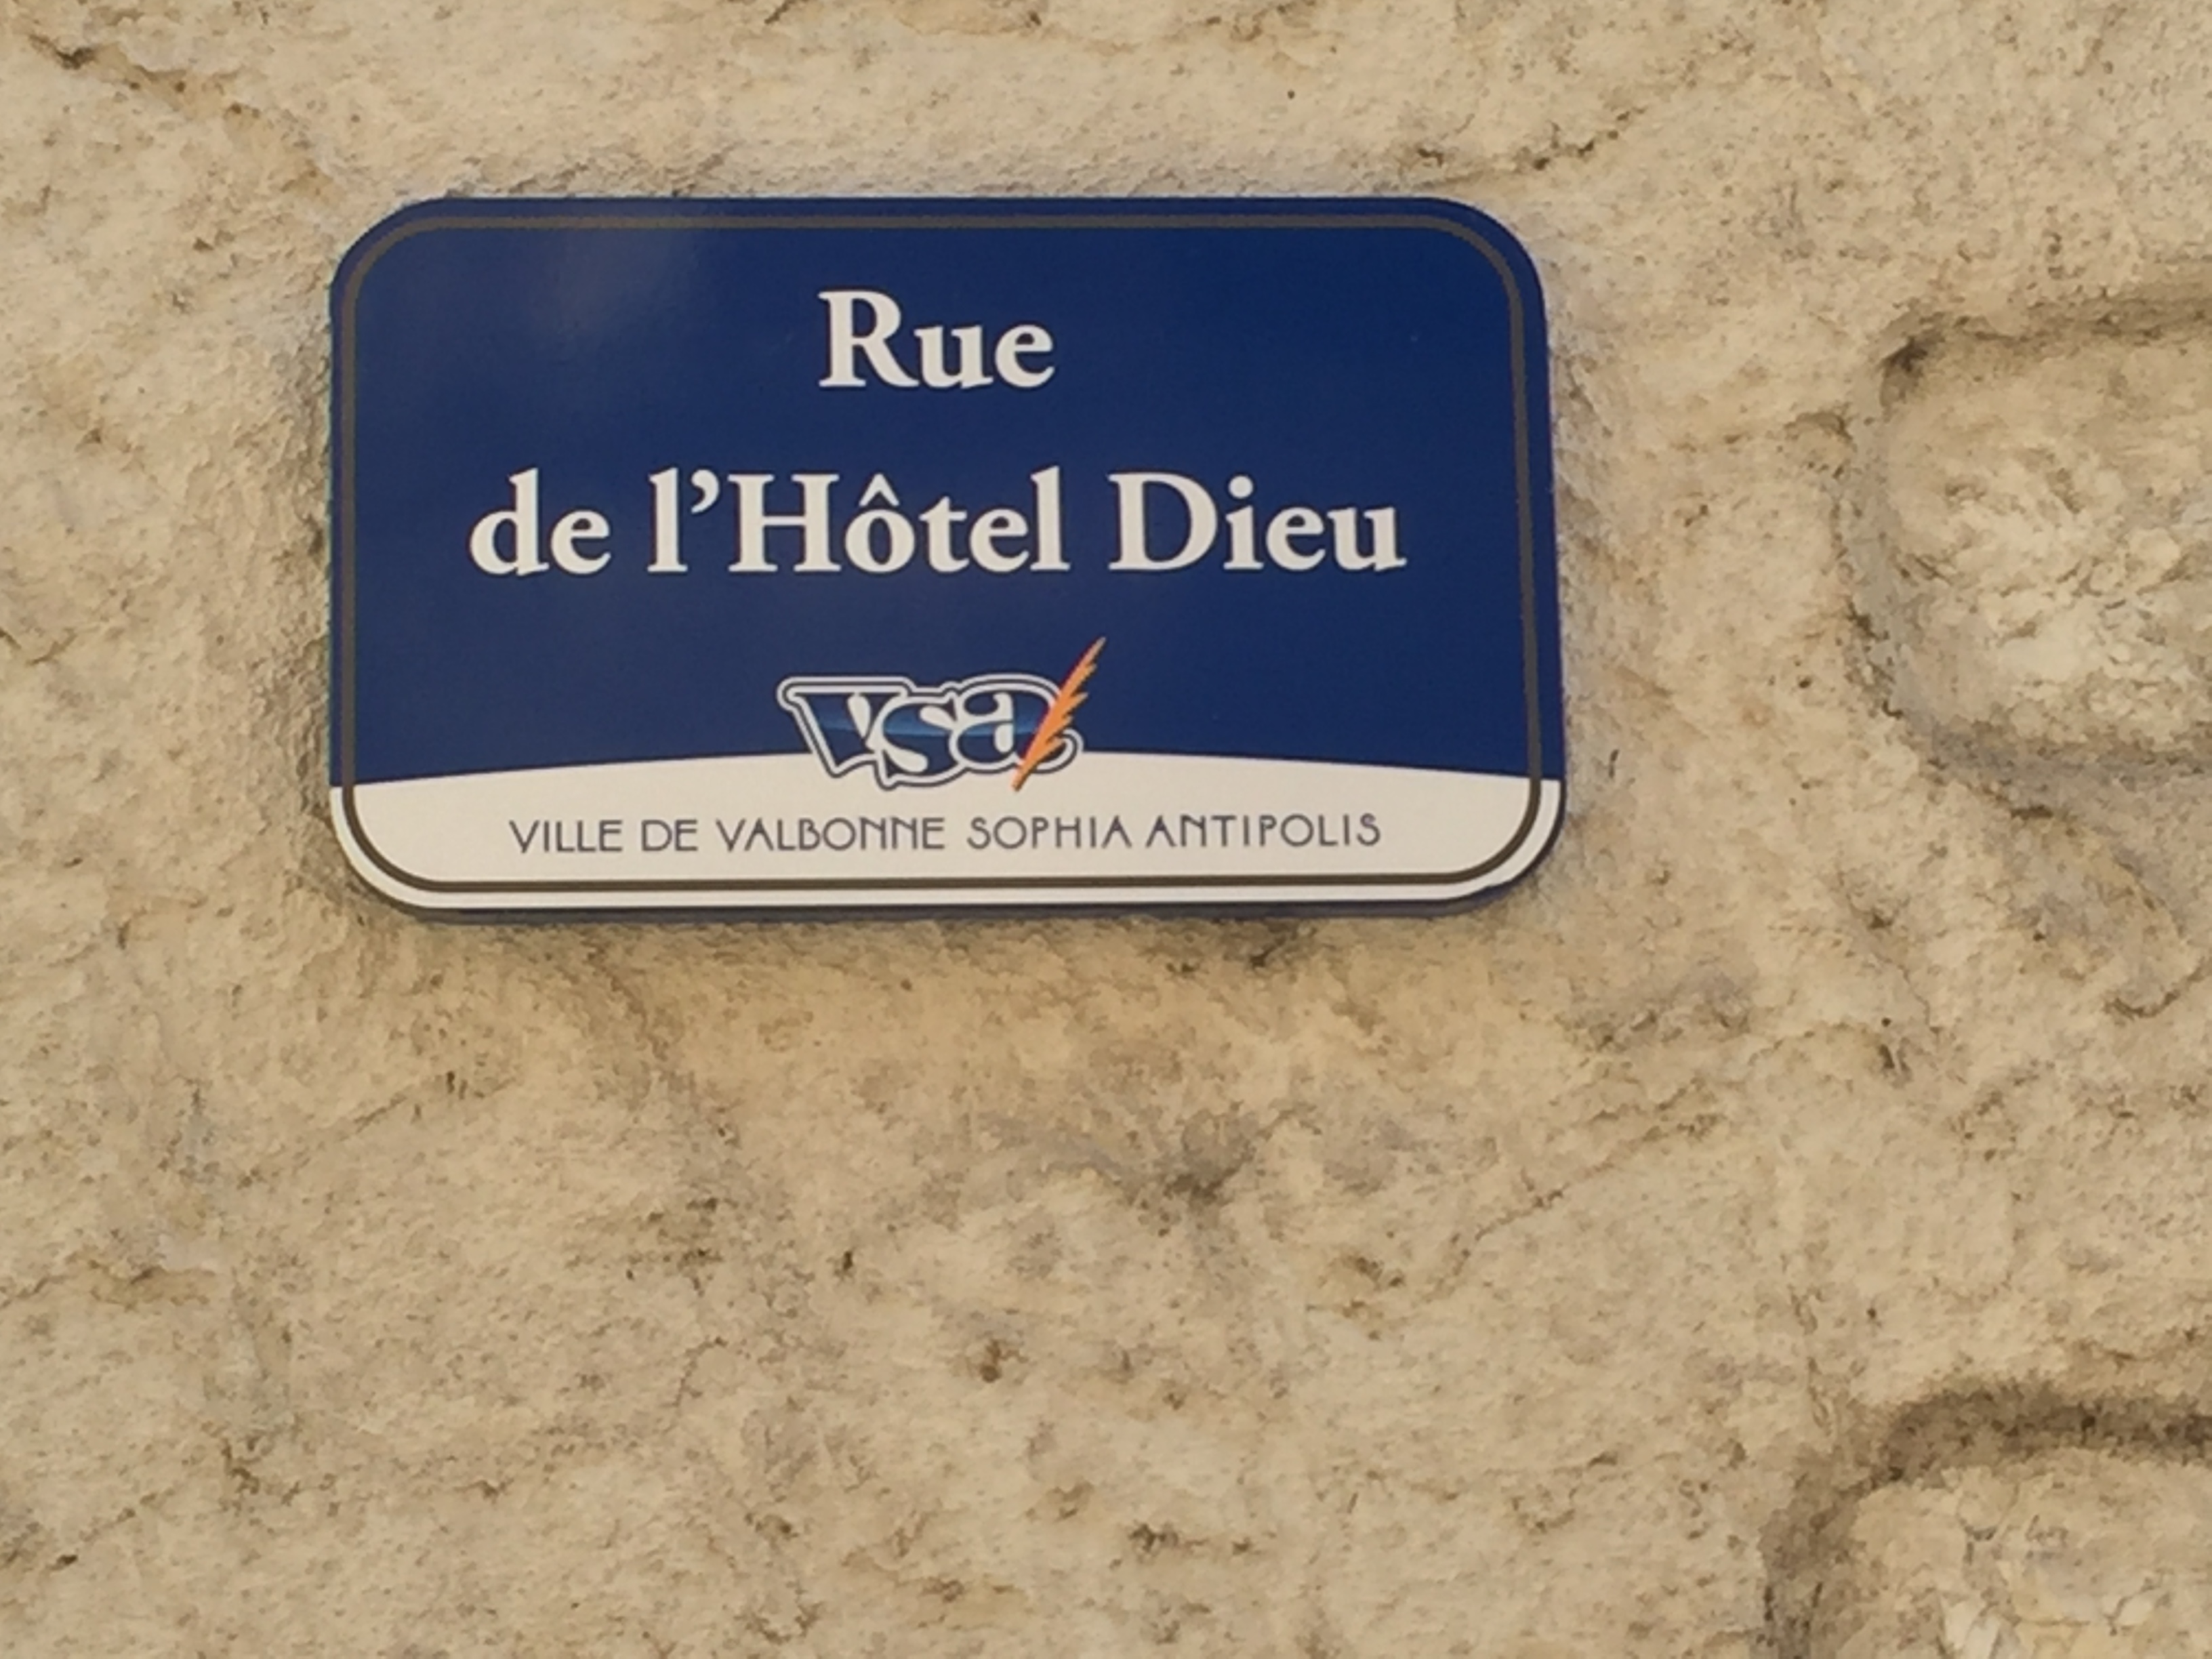 Rue
de l’Hôtel Dieu
vsa
VILLE DE VALBONNE SOPHIA ANTIPOLIS